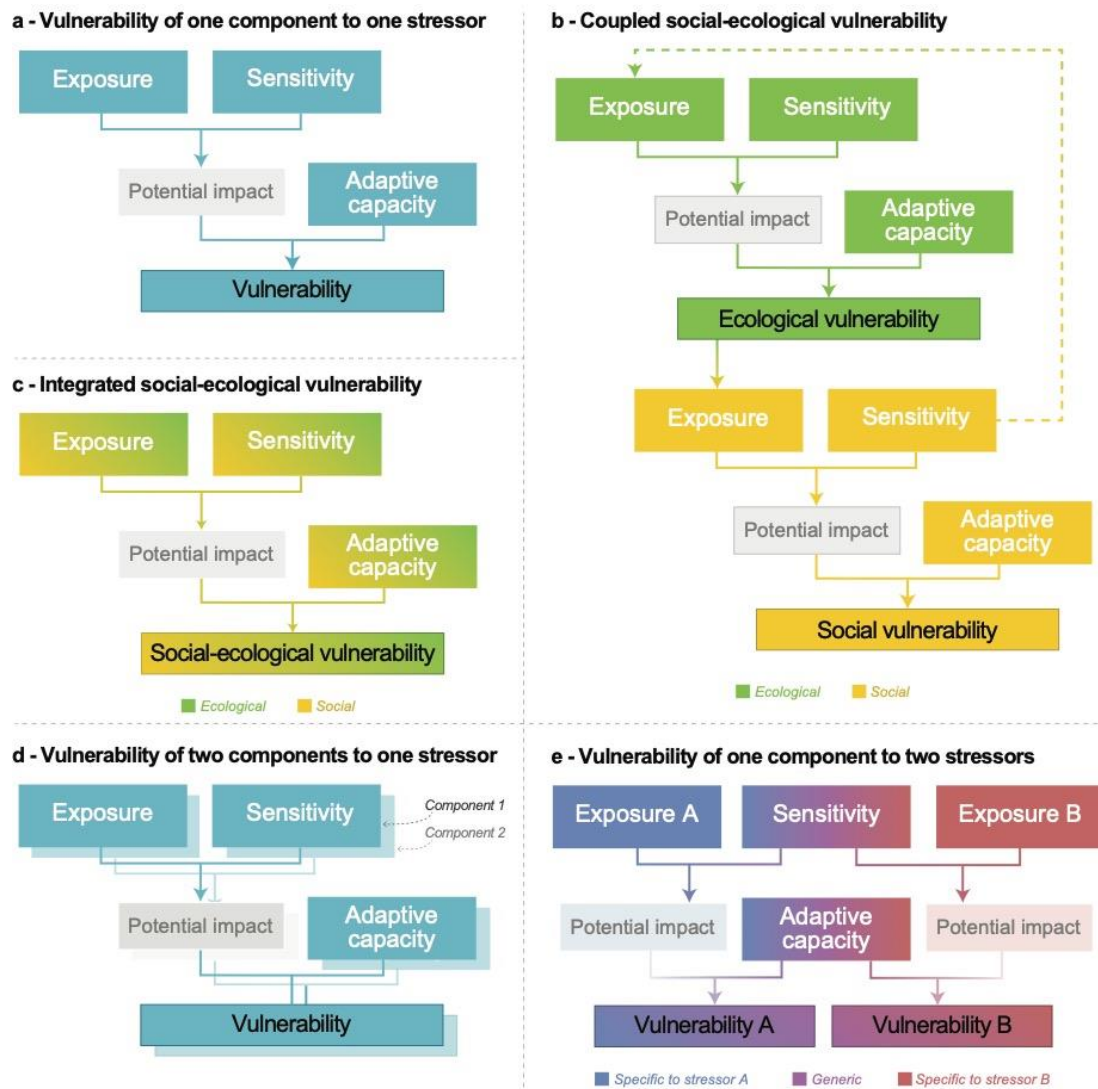 a - Vulnerability of one component to one stressor
Exposure
Sensitivity
Potential impact
Adaptive
capacity
Vulnerability
b - Coupled social-ecological vulnerability
Exposure
Sensitivity
Potential impact
Adaptive
capacity
Ecological vulnerability
Exposure
Sensitivity
Potential impact
Adaptive
capacity
Social vulnerability
Ecological
Social
c - Integrated social-ecological vulnerability
Exposure
Sensitivity
Potential impact
Adaptive
capacity
Social-ecological vulnerability
Ecological
Social
d - Vulnerability of two components to one stressor
Exposure
Sensitivity
Component 1
Component 2
Potential impact
Adaptive
capacity
Vulnerability
e - Vulnerability of one component to two stressors
Exposure A
Sensitivity
Exposure B
Potential impact
Adaptive
capacity
Potential impact
Vulnerability A
Vulnerability B
Specific to stressor A
Generic
Specific to stressor B